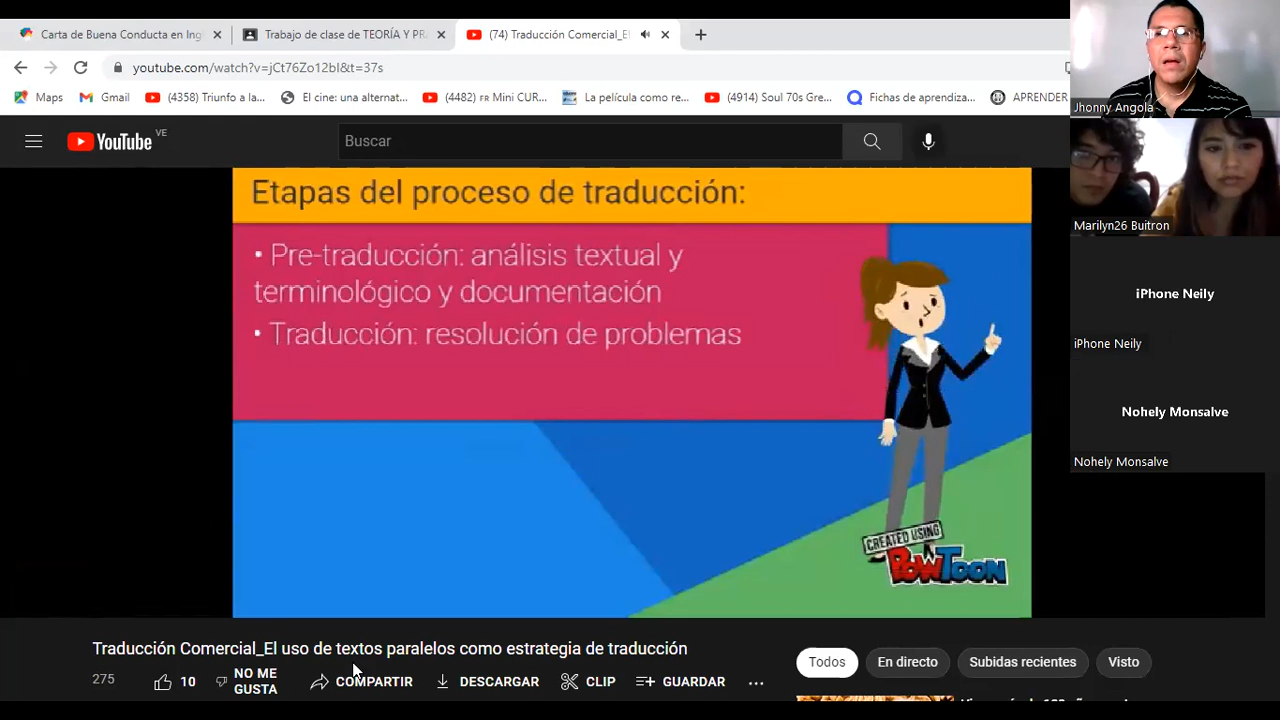 Carta de Buena Conducta en Ing
Trabajo de clase de TEORÍA Y PRA
(74) Traducción Comercial_El
youtube.com/watch?v=jCt76Zo12bI&t=37s
Maps
Gmail
(4358) Triunfo a la...
El cine: una alternat...
(4482) FR Mini CUR...
La película como re...
(4914) Soul 70s Gre...
Fichas de aprendiza...
APRENDER
YouTube VE
Buscar
Etapas del proceso de traducción:
• Pre-traducción: análisis textual y
terminológico y documentación
• Traducción: resolución de problemas
CREATED USING
POWTOON
Traducción Comercial_El uso de textos paralelos como estrategia de traducción
275
10
NO ME
GUSTA
COMPARTIR
DESCARGAR
CLIP
GUARDAR
...
Todos
En directo
Subidas recientes
Visto
Jhonny Angola
Marilyn26 Buitron
iPhone Neily
iPhone Neily
Nohely Monsalve
Nohely Monsalve